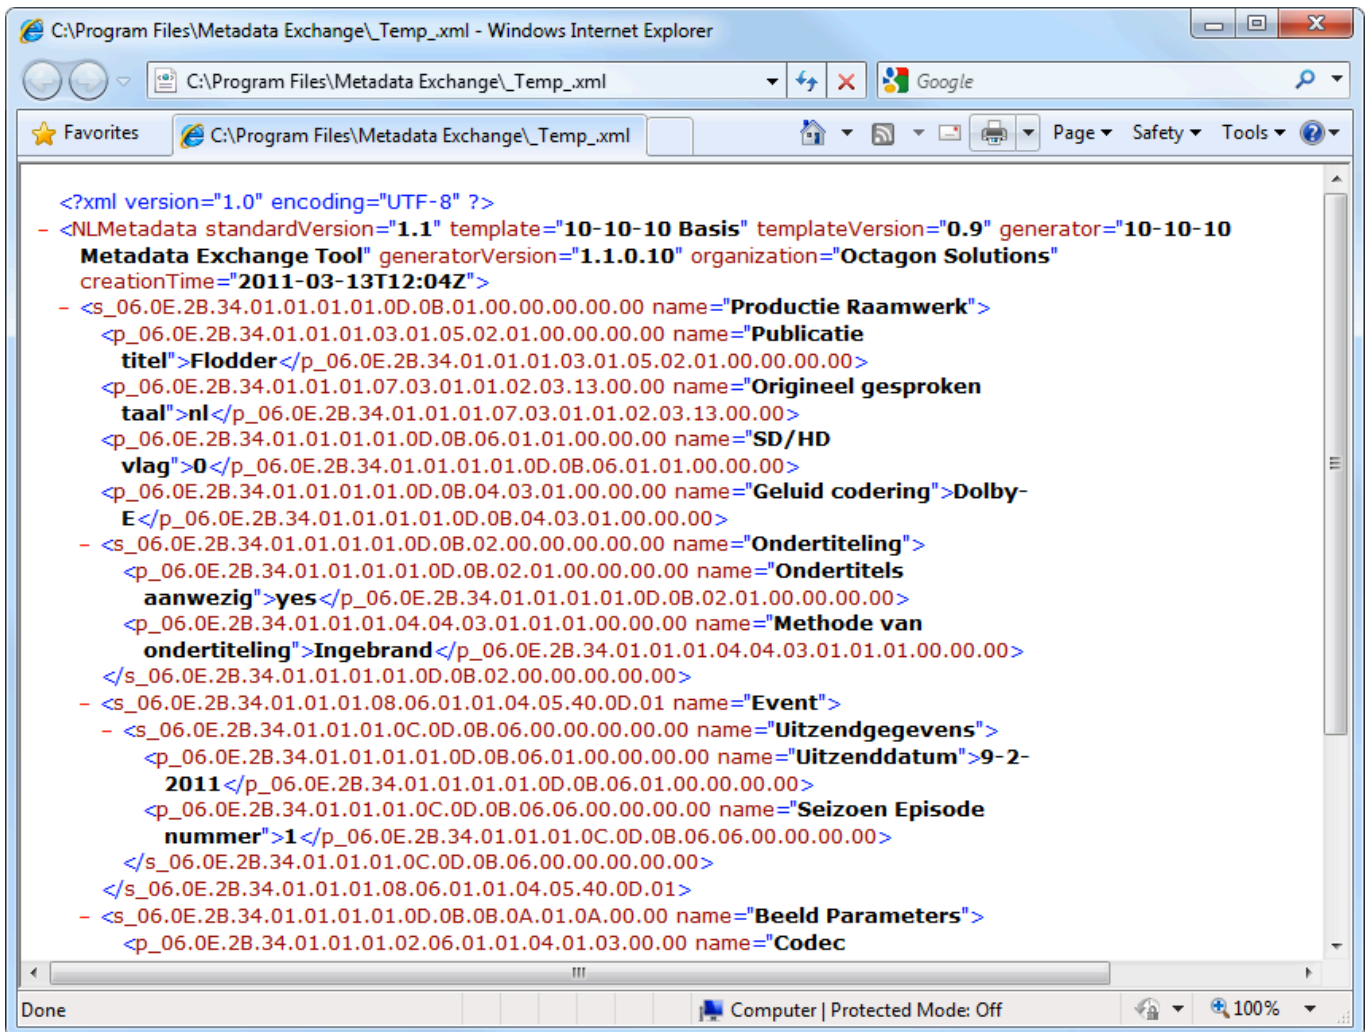 C:\Program Files\Metadata Exchange\_Temp_.xml - Windows Internet Explorer
C:\Program Files\Metadata Exchange\_Temp_.xml
Google
Favorites
C:\Program Files\Metadata Exchange\_Temp_.xml
Page
Safety
Tools
<?xml version="1.0" encoding="UTF-8" ?>
- <NLMetadata standardVersion="1.1" template="10-10-10 Basis" templateVersion="0.9" generator="10-10-10
Metadata Exchange Tool" generatorVersion="1.1.0.10" organization="Octagon Solutions"
creationTime="2011-03-13T12:04Z">
- <s_06.0E.2B.34.01.01.01.01.0D.0B.01.00.00.00.00.00 name="Productie Raamwerk">
<p_06.0E.2B.34.01.01.01.03.01.05.02.01.00.00.00.00 name="Publicatie
titel">Flodder</p_06.0E.2B.34.01.01.01.03.01.05.02.01.00.00.00.00>
<p_06.0E.2B.34.01.01.01.07.03.01.01.02.03.13.00.00 name="Origineel gesproken
taal">nl</p_06.0E.2B.34.01.01.01.07.03.01.01.02.03.13.00.00>
<p_06.0E.2B.34.01.01.01.01.0D.0B.06.01.01.00.00.00 name="SD/HD
vlag">0</p_06.0E.2B.34.01.01.01.01.0D.0B.06.01.01.00.00.00>
<p_06.0E.2B.34.01.01.01.01.0D.0B.04.03.01.00.00.00 name="Geluid codering">Dolby-
E</p_06.0E.2B.34.01.01.01.01.0D.0B.04.03.01.00.00.00>
- <s_06.0E.2B.34.01.01.01.01.0D.0B.02.00.00.00.00.00 name="Ondertiteling">
<p_06.0E.2B.34.01.01.01.01.0D.0B.02.01.00.00.00.00 name="Ondertitels
aanwezig">yes</p_06.0E.2B.34.01.01.01.01.0D.0B.02.01.00.00.00.00>
<p_06.0E.2B.34.01.01.01.04.04.03.01.01.01.00.00.00 name="Methode van
ondertiteling">Ingebrand</p_06.0E.2B.34.01.01.01.04.04.03.01.01.01.00.00.00>
</s_06.0E.2B.34.01.01.01.01.0D.0B.02.00.00.00.00.00>
- <s_06.0E.2B.34.01.01.01.08.06.01.01.04.05.40.0D.01 name="Event">
- <s_06.0E.2B.34.01.01.01.0C.0D.0B.06.00.00.00.00.00 name="Uitzendgegevens">
<p_06.0E.2B.34.01.01.01.01.0D.0B.06.01.00.00.00.00 name="Uitzenddatum">9-2-
2011</p_06.0E.2B.34.01.01.01.01.0D.0B.06.01.00.00.00.00>
<p_06.0E.2B.34.01.01.01.0C.0D.0B.06.06.00.00.00.00 name="Seizoen Episode
nummer">1</p_06.0E.2B.34.01.01.01.0C.0D.0B.06.06.00.00.00.00>
</s_06.0E.2B.34.01.01.01.0C.0D.0B.06.00.00.00.00.00>
</s_06.0E.2B.34.01.01.01.08.06.01.01.04.05.40.0D.01>
- <s_06.0E.2B.34.01.01.01.01.0D.0B.0B.0A.01.0A.00.00 name="Beeld Parameters">
<p_06.0E.2B.34.01.01.01.02.06.01.01.04.01.03.00.00 name="Codec
Done
Computer | Protected Mode: Off
100%